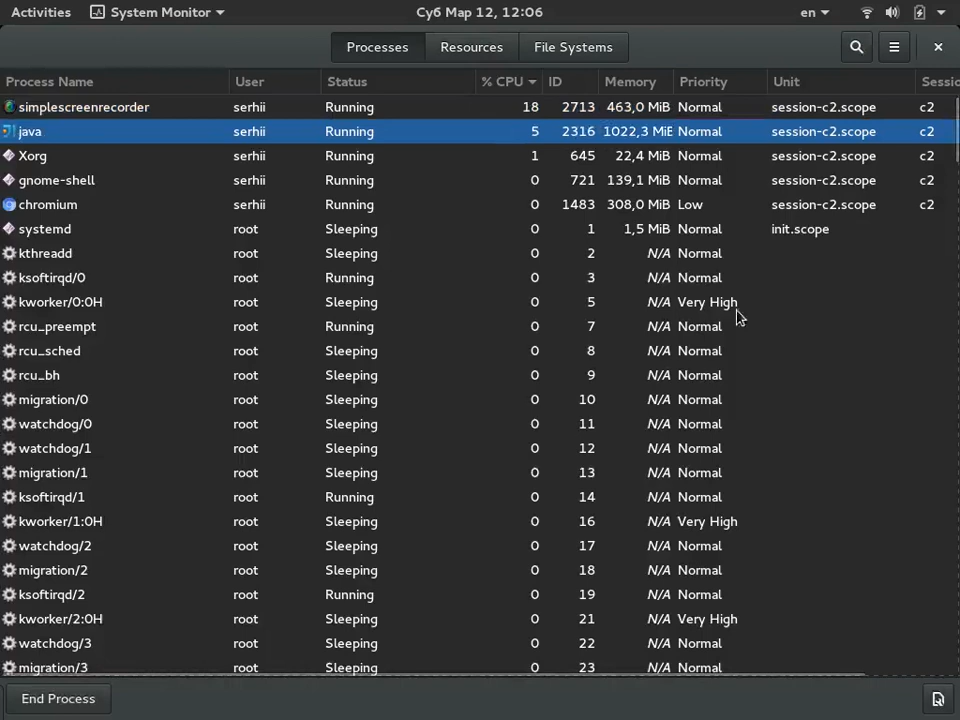 Activities System Monitor Суб Мар 12, 12:06 en
Processes Resources File Systems
Process Name User Status % CPU ID Memory Priority Unit Sessio
simplescreenrecorder serhii Running 18 2713 463,0 MiB Normal session-c2.scope c2
java serhii Running 5 2316 1022,3 MiB Normal session-c2.scope c2
Xorg serhii Running 1 645 22,4 MiB Normal session-c2.scope c2
gnome-shell serhii Running 0 721 139,1 MiB Normal session-c2.scope c2
chromium serhii Running 0 1483 308,0 MiB Low session-c2.scope c2
systemd root Sleeping 0 1 1,5 MiB Normal init.scope
kthreadd root Sleeping 0 2 N/A Normal
ksoftirqd/0 root Running 0 3 N/A Normal
kworker/0:0H root Sleeping 0 5 N/A Very High
rcu_preempt root Running 0 7 N/A Normal
rcu_sched root Sleeping 0 8 N/A Normal
rcu_bh root Sleeping 0 9 N/A Normal
migration/0 root Sleeping 0 10 N/A Normal
watchdog/0 root Sleeping 0 11 N/A Normal
watchdog/1 root Sleeping 0 12 N/A Normal
migration/1 root Sleeping 0 13 N/A Normal
ksoftirqd/1 root Running 0 14 N/A Normal
kworker/1:0H root Sleeping 0 16 N/A Very High
watchdog/2 root Sleeping 0 17 N/A Normal
migration/2 root Sleeping 0 18 N/A Normal
ksoftirqd/2 root Running 0 19 N/A Normal
kworker/2:0H root Sleeping 0 21 N/A Very High
watchdog/3 root Sleeping 0 22 N/A Normal
migration/3 root Sleeping 0 23 N/A Normal
End Process